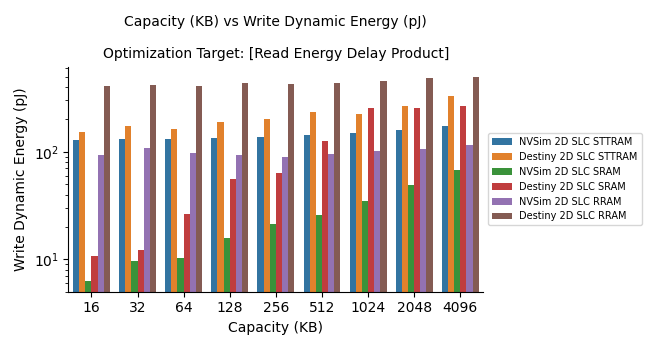 Capacity (KB) vs Write Dynamic Energy (pJ)
Optimization Target: [Read Energy Delay Product]
Write Dynamic Energy (pJ)
10²
10¹
16 32 64 128 256 512 1024 2048 4096
Capacity (KB)
NVSim 2D SLC STTRAM
Destiny 2D SLC STTRAM
NVSim 2D SLC SRAM
Destiny 2D SLC SRAM
NVSim 2D SLC RRAM
Destiny 2D SLC RRAM